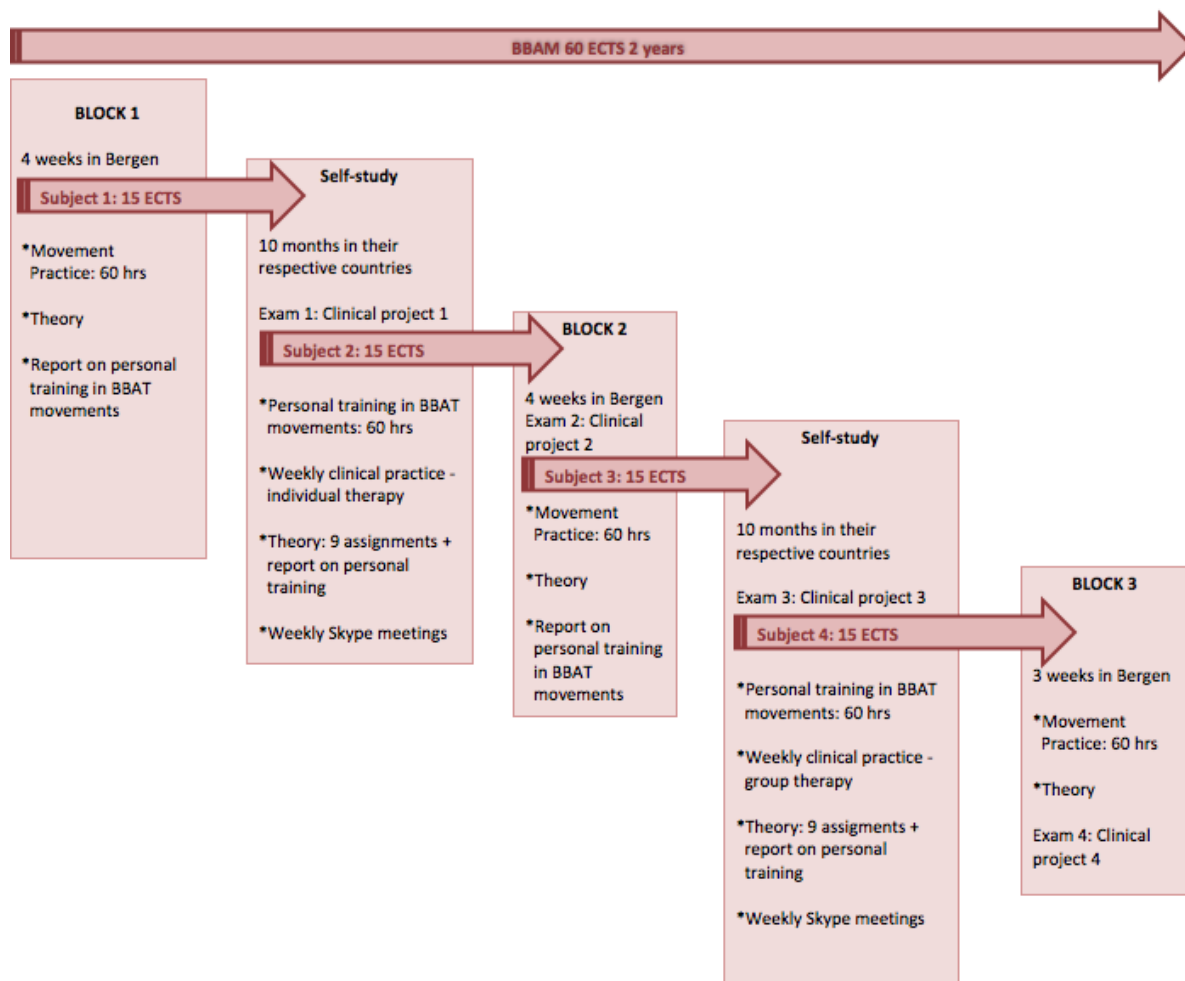 BBAM 60 ECTS 2 years
BLOCK 1
4 weeks in Bergen
Subject 1: 15 ECTS
*Movement
Practice: 60 hrs
*Theory
*Report on personal
training in BBAT
movements
Self-study
10 months in their
respective countries
Exam 1: Clinical project 1
Subject 2: 15 ECTS
*Personal training in BBAT
movements: 60 hrs
*Weekly clinical practice -
individual therapy
*Theory: 9 assignments +
report on personal
training
*Weekly Skype meetings
BLOCK 2
4 weeks in Bergen
Exam 2: Clinical
project 2
Subject 3: 15 ECTS
*Movement
Practice: 60 hrs
*Theory
*Report on
personal training
in BBAT
movements
Self-study
10 months in their
respective countries
Exam 3: Clinical project 3
Subject 4: 15 ECTS
*Personal training in BBAT
movements: 60 hrs
*Weekly clinical practice -
group therapy
*Theory: 9 assigments +
report on personal
training
*Weekly Skype meetings
BLOCK 3
3 weeks in Bergen
*Movement
Practice: 60 hrs
*Theory
Exam 4: Clinical
project 4